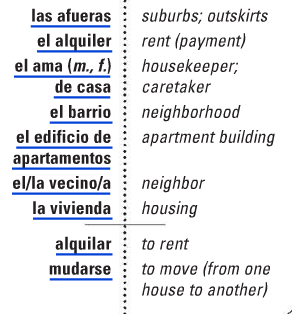 las afueras suburbs; outskirts
el alquiler rent (payment)
el ama (m., f.) housekeeper;
de casa caretaker
el barrio neighborhood
el edificio de apartment building
apartamentos
el/la vecino/a neighbor
la vivienda housing
alquilar to rent
mudarse to move (from one
house to another)